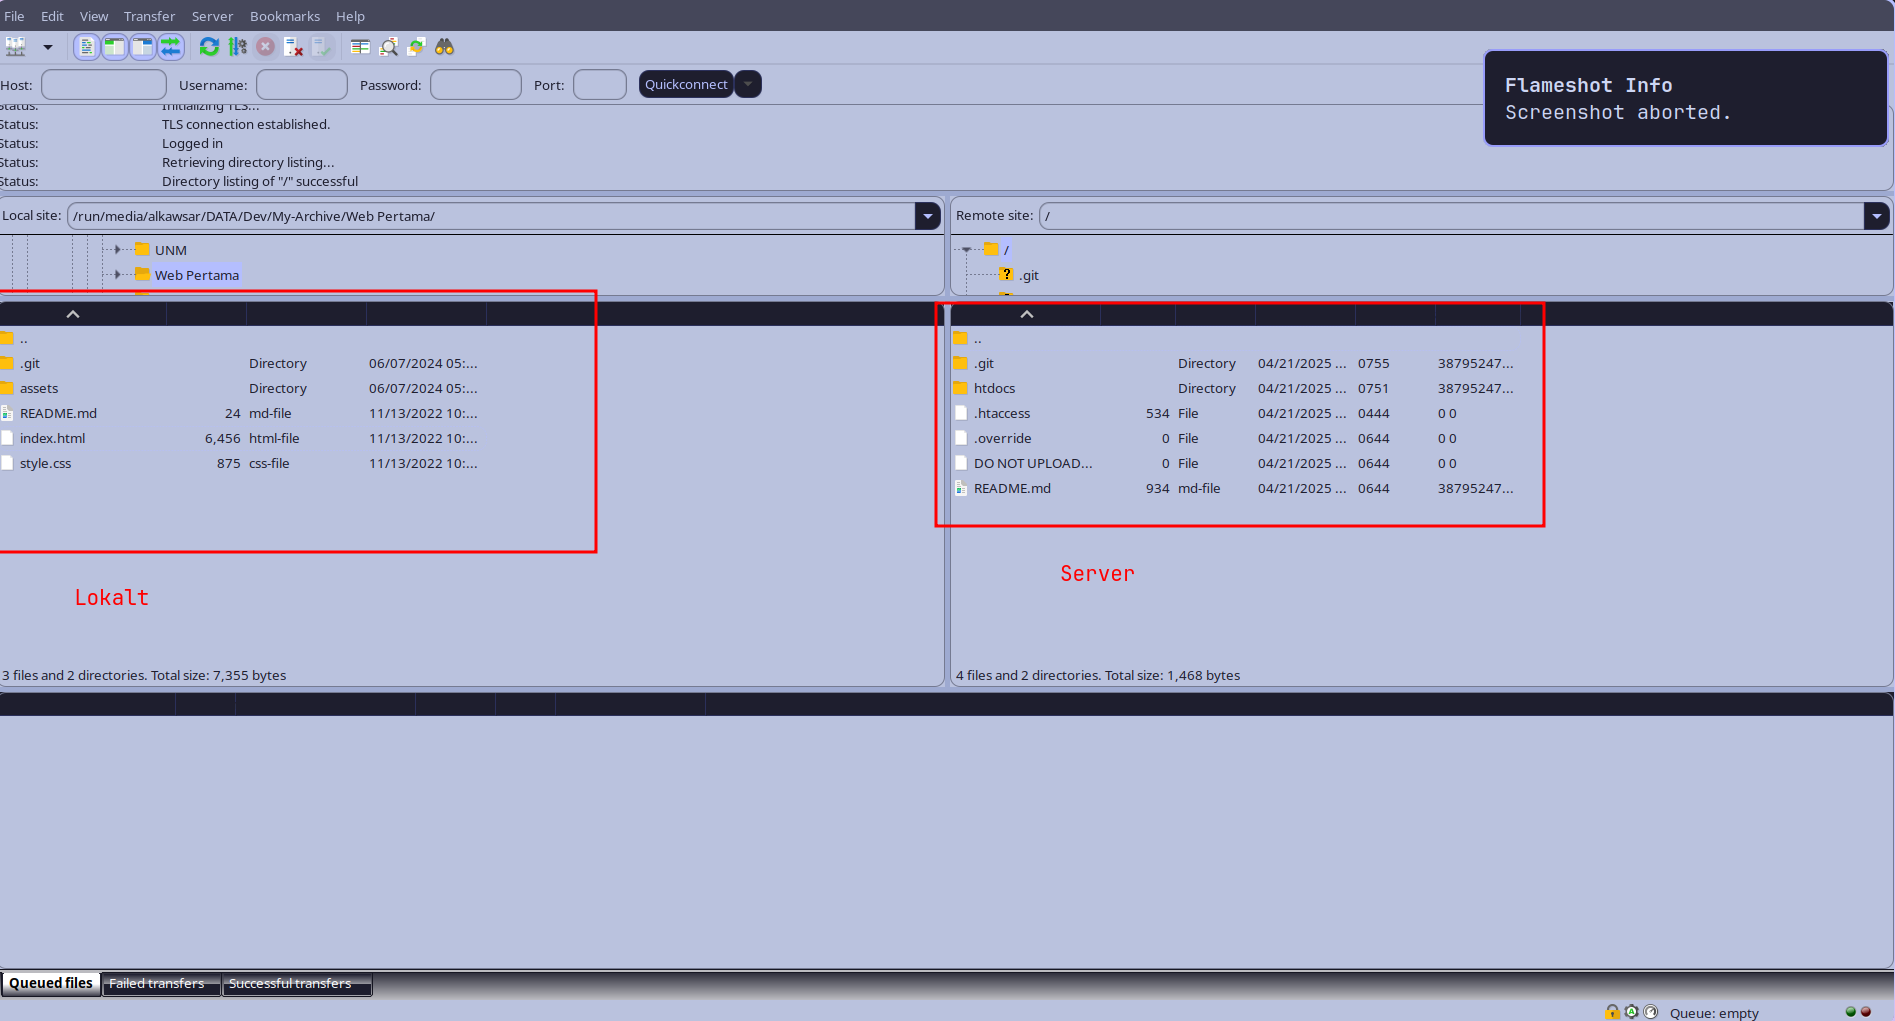 File Edit View Transfer Server Bookmarks Help
Host: Username: Password: Port: Quickconnect
Flameshot Info
Screenshot aborted.
Status: Initializing TLS...
Status: TLS connection established.
Status: Logged in
Status: Retrieving directory listing...
Status: Directory listing of "/" successful
Local site: /run/media/alkawsar/DATA/Dev/My-Archive/Web Pertama/
UNM
Web Pertama
..
.git Directory 06/07/2024 05:...
assets Directory 06/07/2024 05:...
README.md 24 md-file 11/13/2022 10:...
index.html 6,456 html-file 11/13/2022 10:...
style.css 875 css-file 11/13/2022 10:...
Lokalt
3 files and 2 directories. Total size: 7,355 bytes
Remote site: /
/
? .git
..
.git Directory 04/21/2025 ... 0755 38795247...
htdocs Directory 04/21/2025 ... 0751 38795247...
.htaccess 534 File 04/21/2025 ... 0444 0 0
.override 0 File 04/21/2025 ... 0644 0 0
DO NOT UPLOAD... 0 File 04/21/2025 ... 0644 0 0
README.md 934 md-file 04/21/2025 ... 0644 38795247...
Server
4 files and 2 directories. Total size: 1,468 bytes
Queued files Failed transfers Successful transfers
Queue: empty